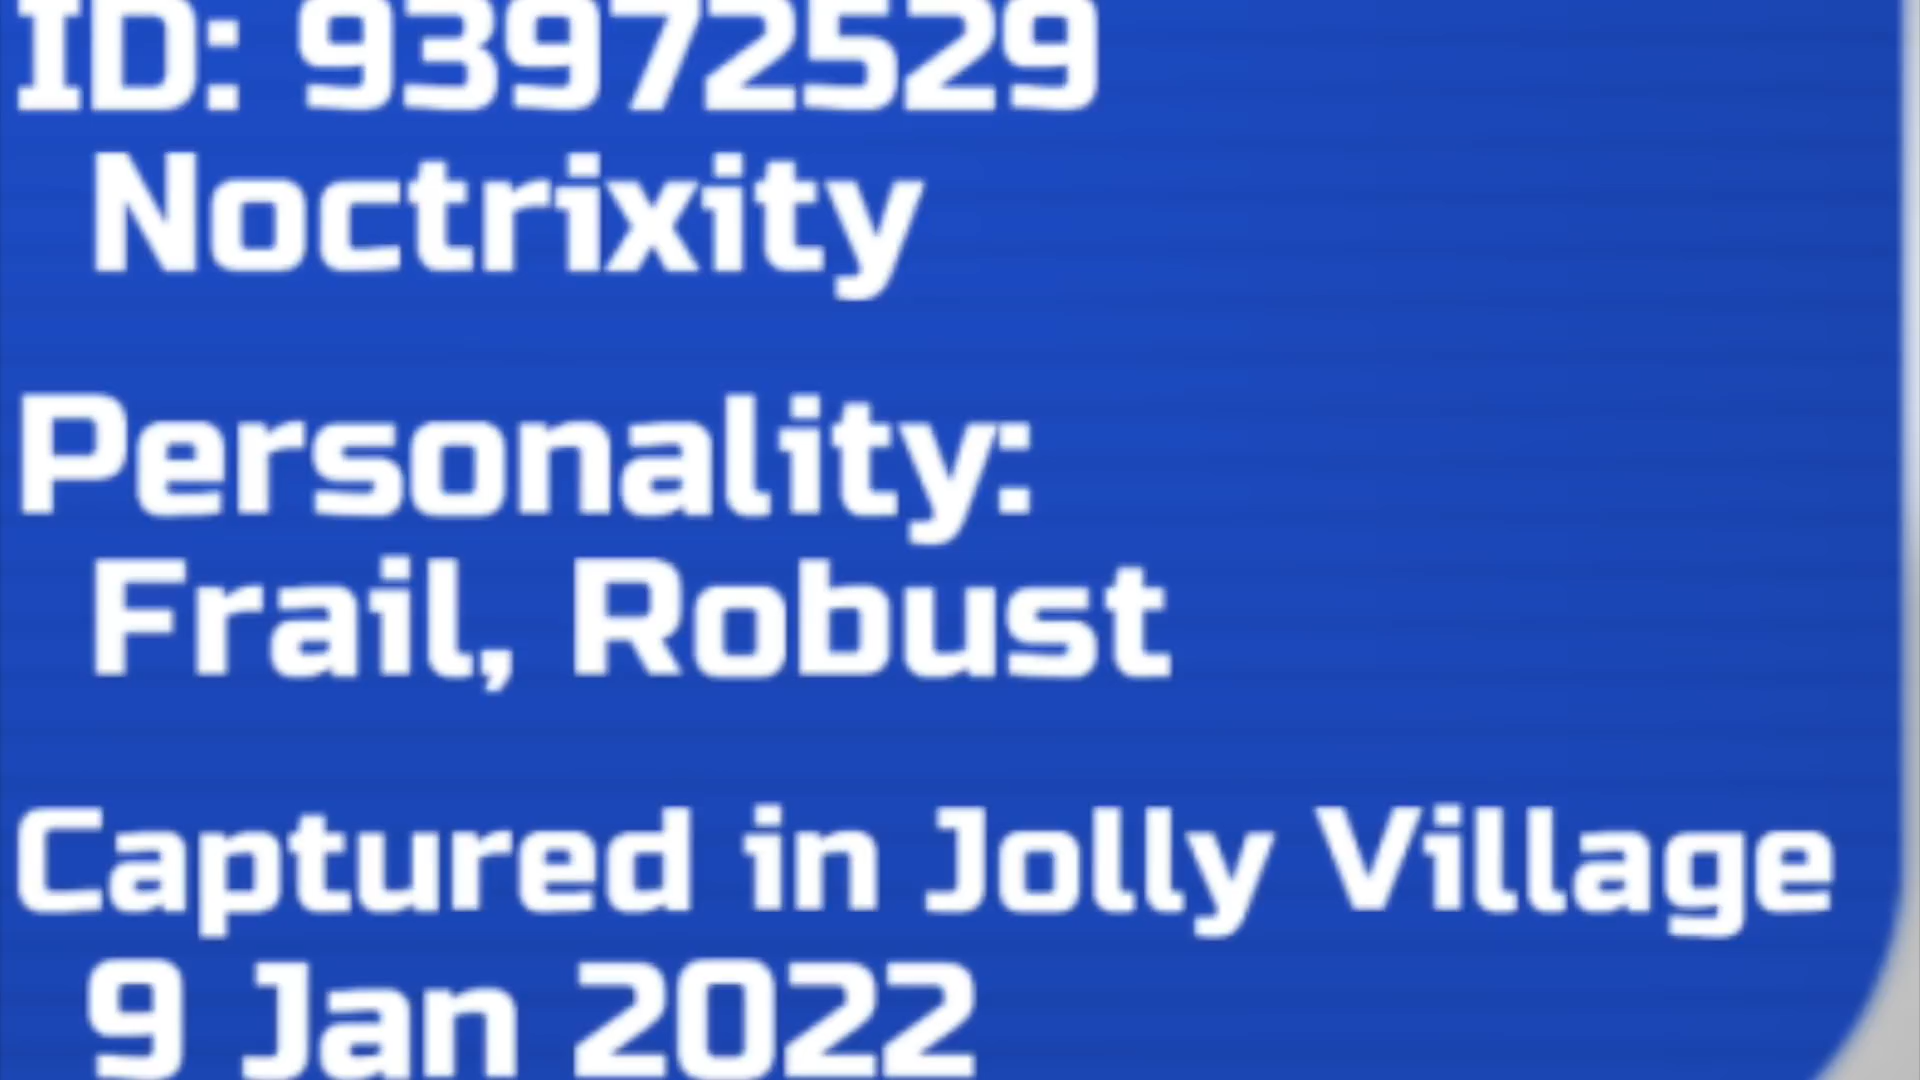 ID: 93972529
Noctrixity
Personality:
Frail, Robust
Captured in Jolly Village
9 Jan 2022